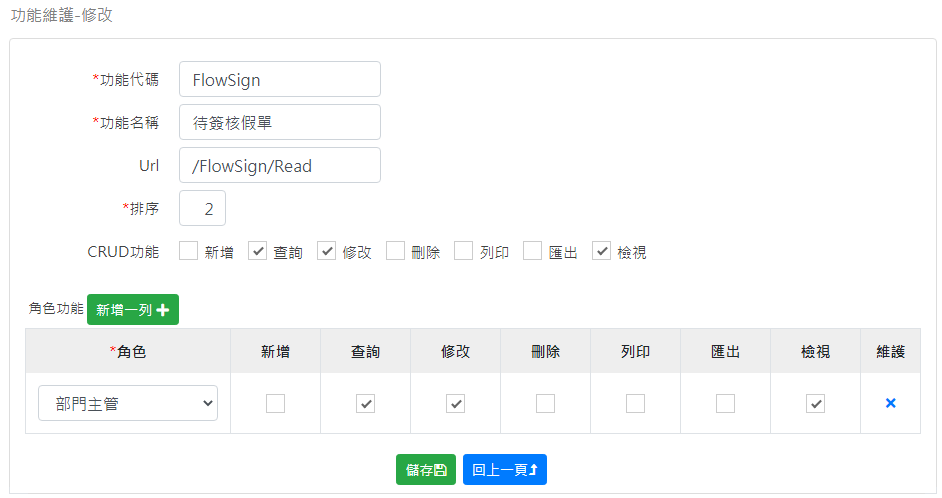 功能維護-修改
*功能代碼 FlowSign
*功能名稱 待簽核假單
Url /FlowSign/Read
*排序 2
CRUD功能 新增 查詢 修改 刪除 列印 匯出 檢視
角色功能 新增一列
*角色 新增 查詢 修改 刪除 列印 匯出 檢視 維護
部門主管
儲存 回上一頁